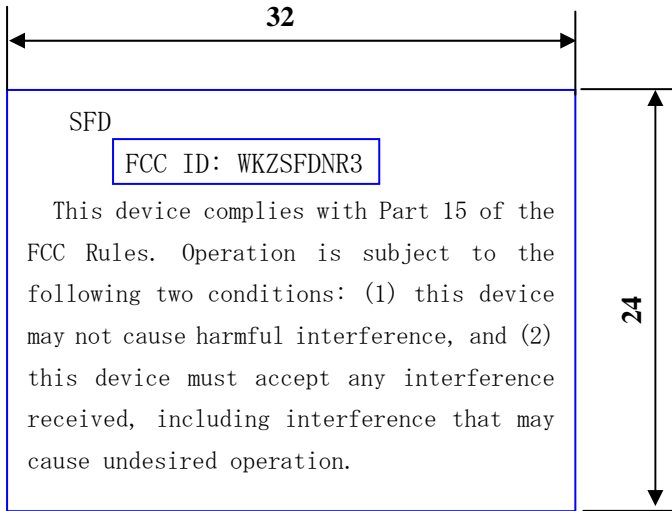 32
SFD
FCC ID: WKZSFDNR3
This device complies with Part 15 of the
FCC Rules. Operation is subject to the
following two conditions: (1) this device
may not cause harmful interference, and (2)
this device must accept any interference
received, including interference that may
cause undesired operation.
24